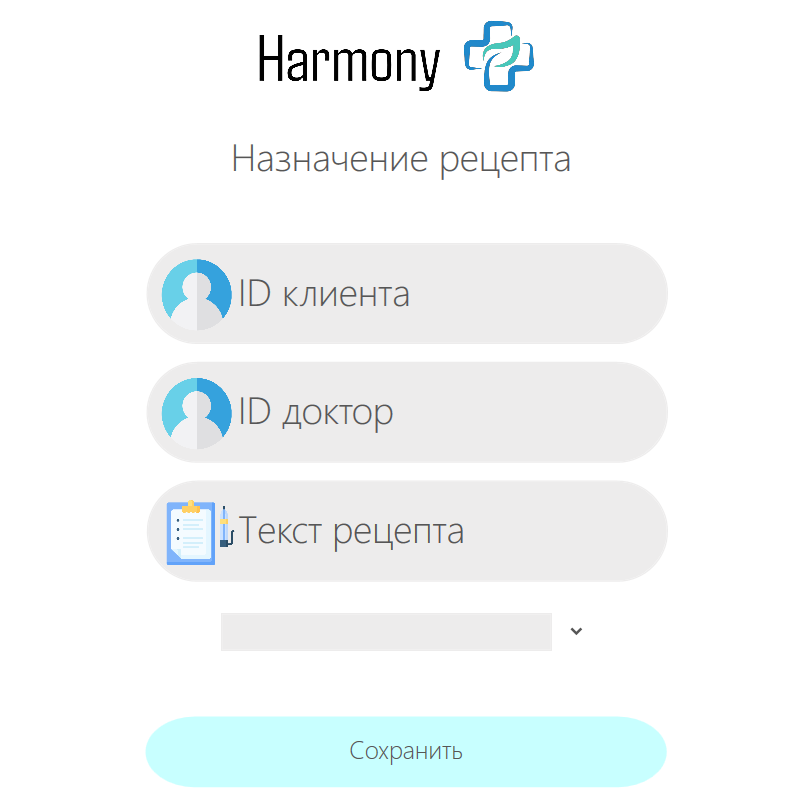 Harmony
Назначение рецепта
ID клиента
ID доктор
Текст рецепта
Сохранить